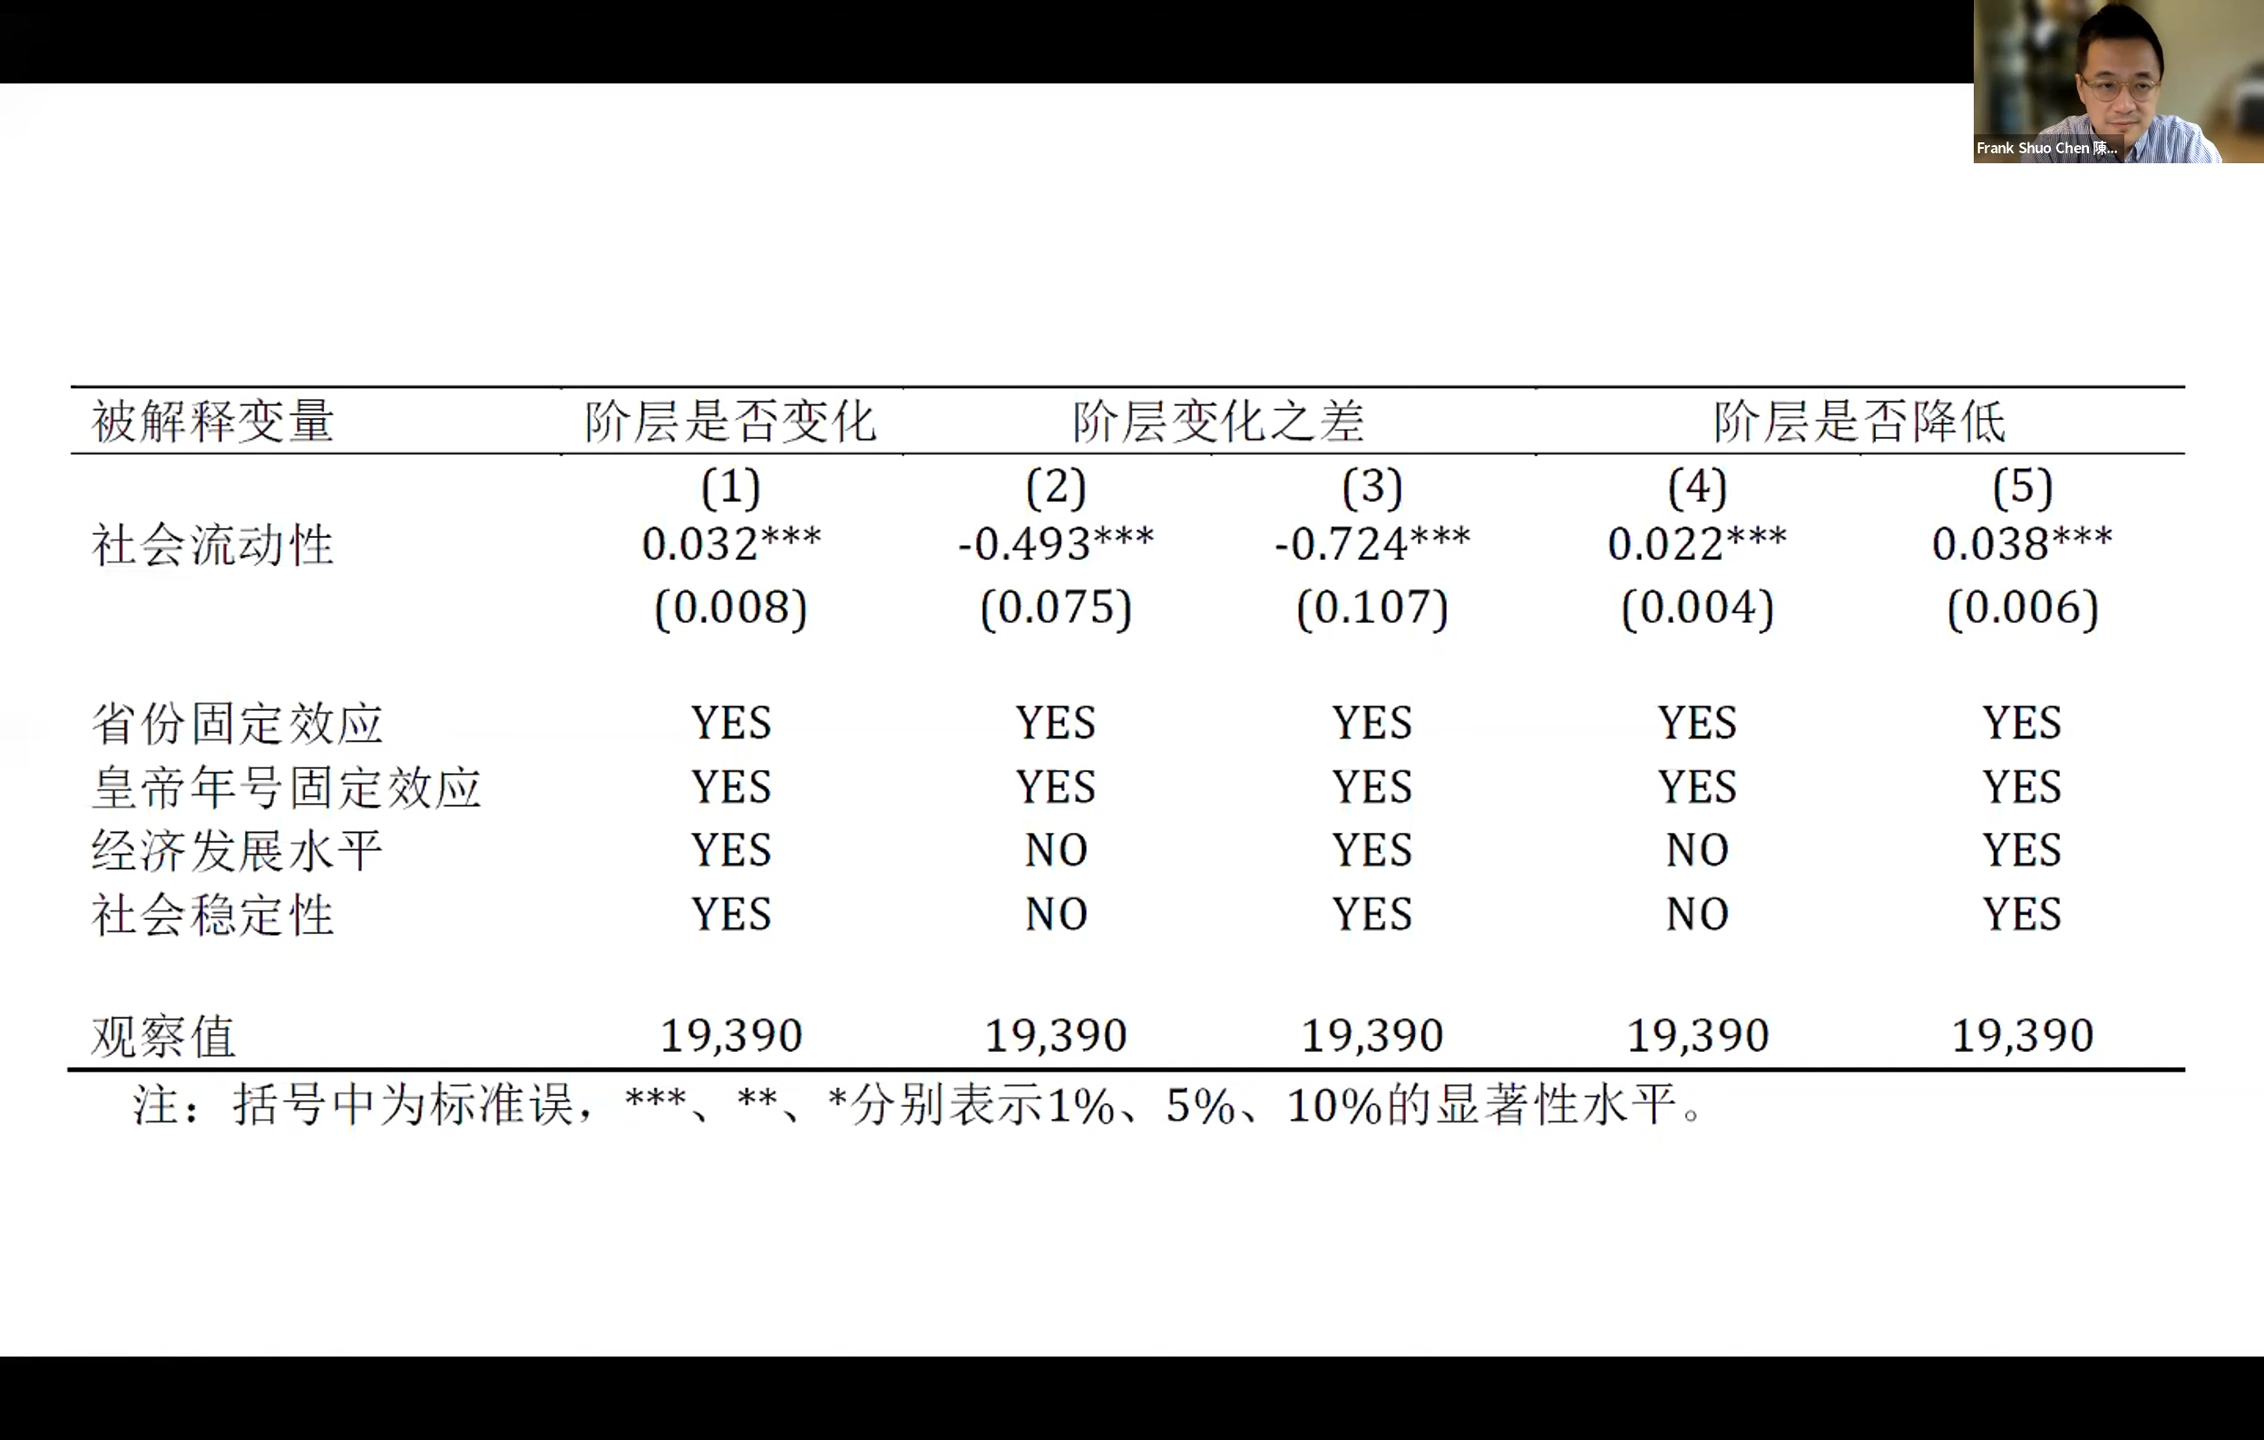 Frank Shuo Chen 陳...
被解释变量 阶层是否变化 阶层变化之差 阶层是否降低
(1) (2) (3) (4) (5)
社会流动性 0.032*** -0.493*** -0.724*** 0.022*** 0.038***
(0.008) (0.075) (0.107) (0.004) (0.006)
省份固定效应 YES YES YES YES YES
皇帝年号固定效应 YES YES YES YES YES
经济发展水平 YES NO YES NO YES
社会稳定性 YES NO YES NO YES
观察值 19,390 19,390 19,390 19,390 19,390
注：括号中为标准误，***、**、*分别表示1%、5%、10%的显著性水平。